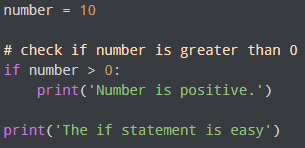 number = 10
# check if number is greater than 0
if number > 0:
    print('Number is positive.')
print('The if statement is easy')